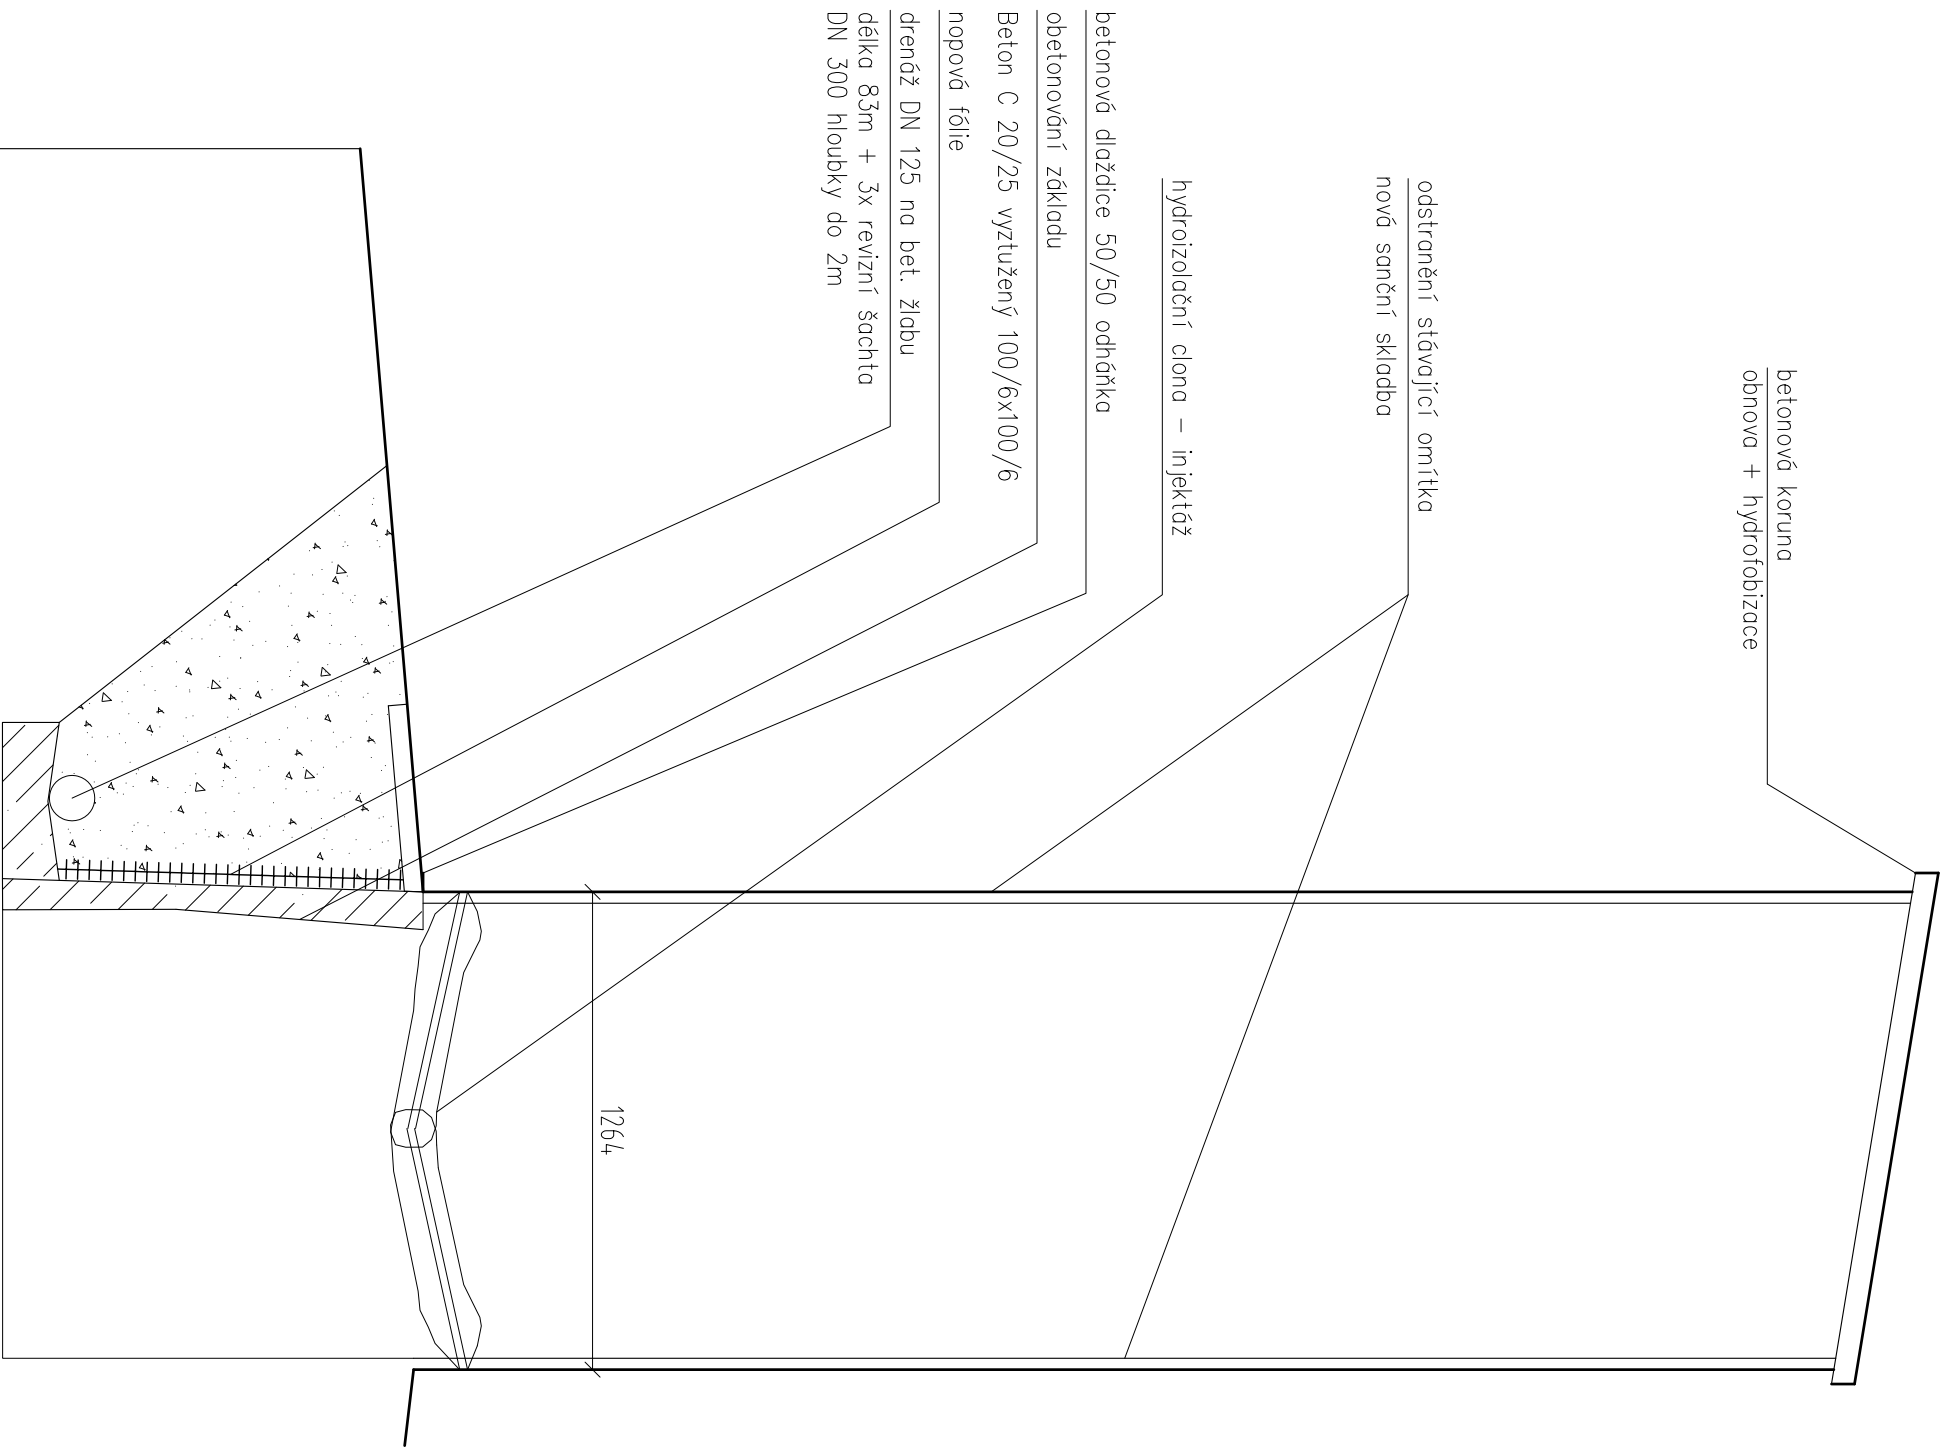 betonová koruna
obnova + hydrofobizace
odstranění stávající omítka
nová sanční skladba
hydroizolační clona – injektáž
betonová dlaždice 50/50 odháňka
obetonování základu
Beton C 20/25 vyztužený 100/6x100/6
nopová fólie
drenáž DN 125 na bet. žlabu
délka 83m + 3x revizní šachta
DN 300 hloubky do 2m
1264